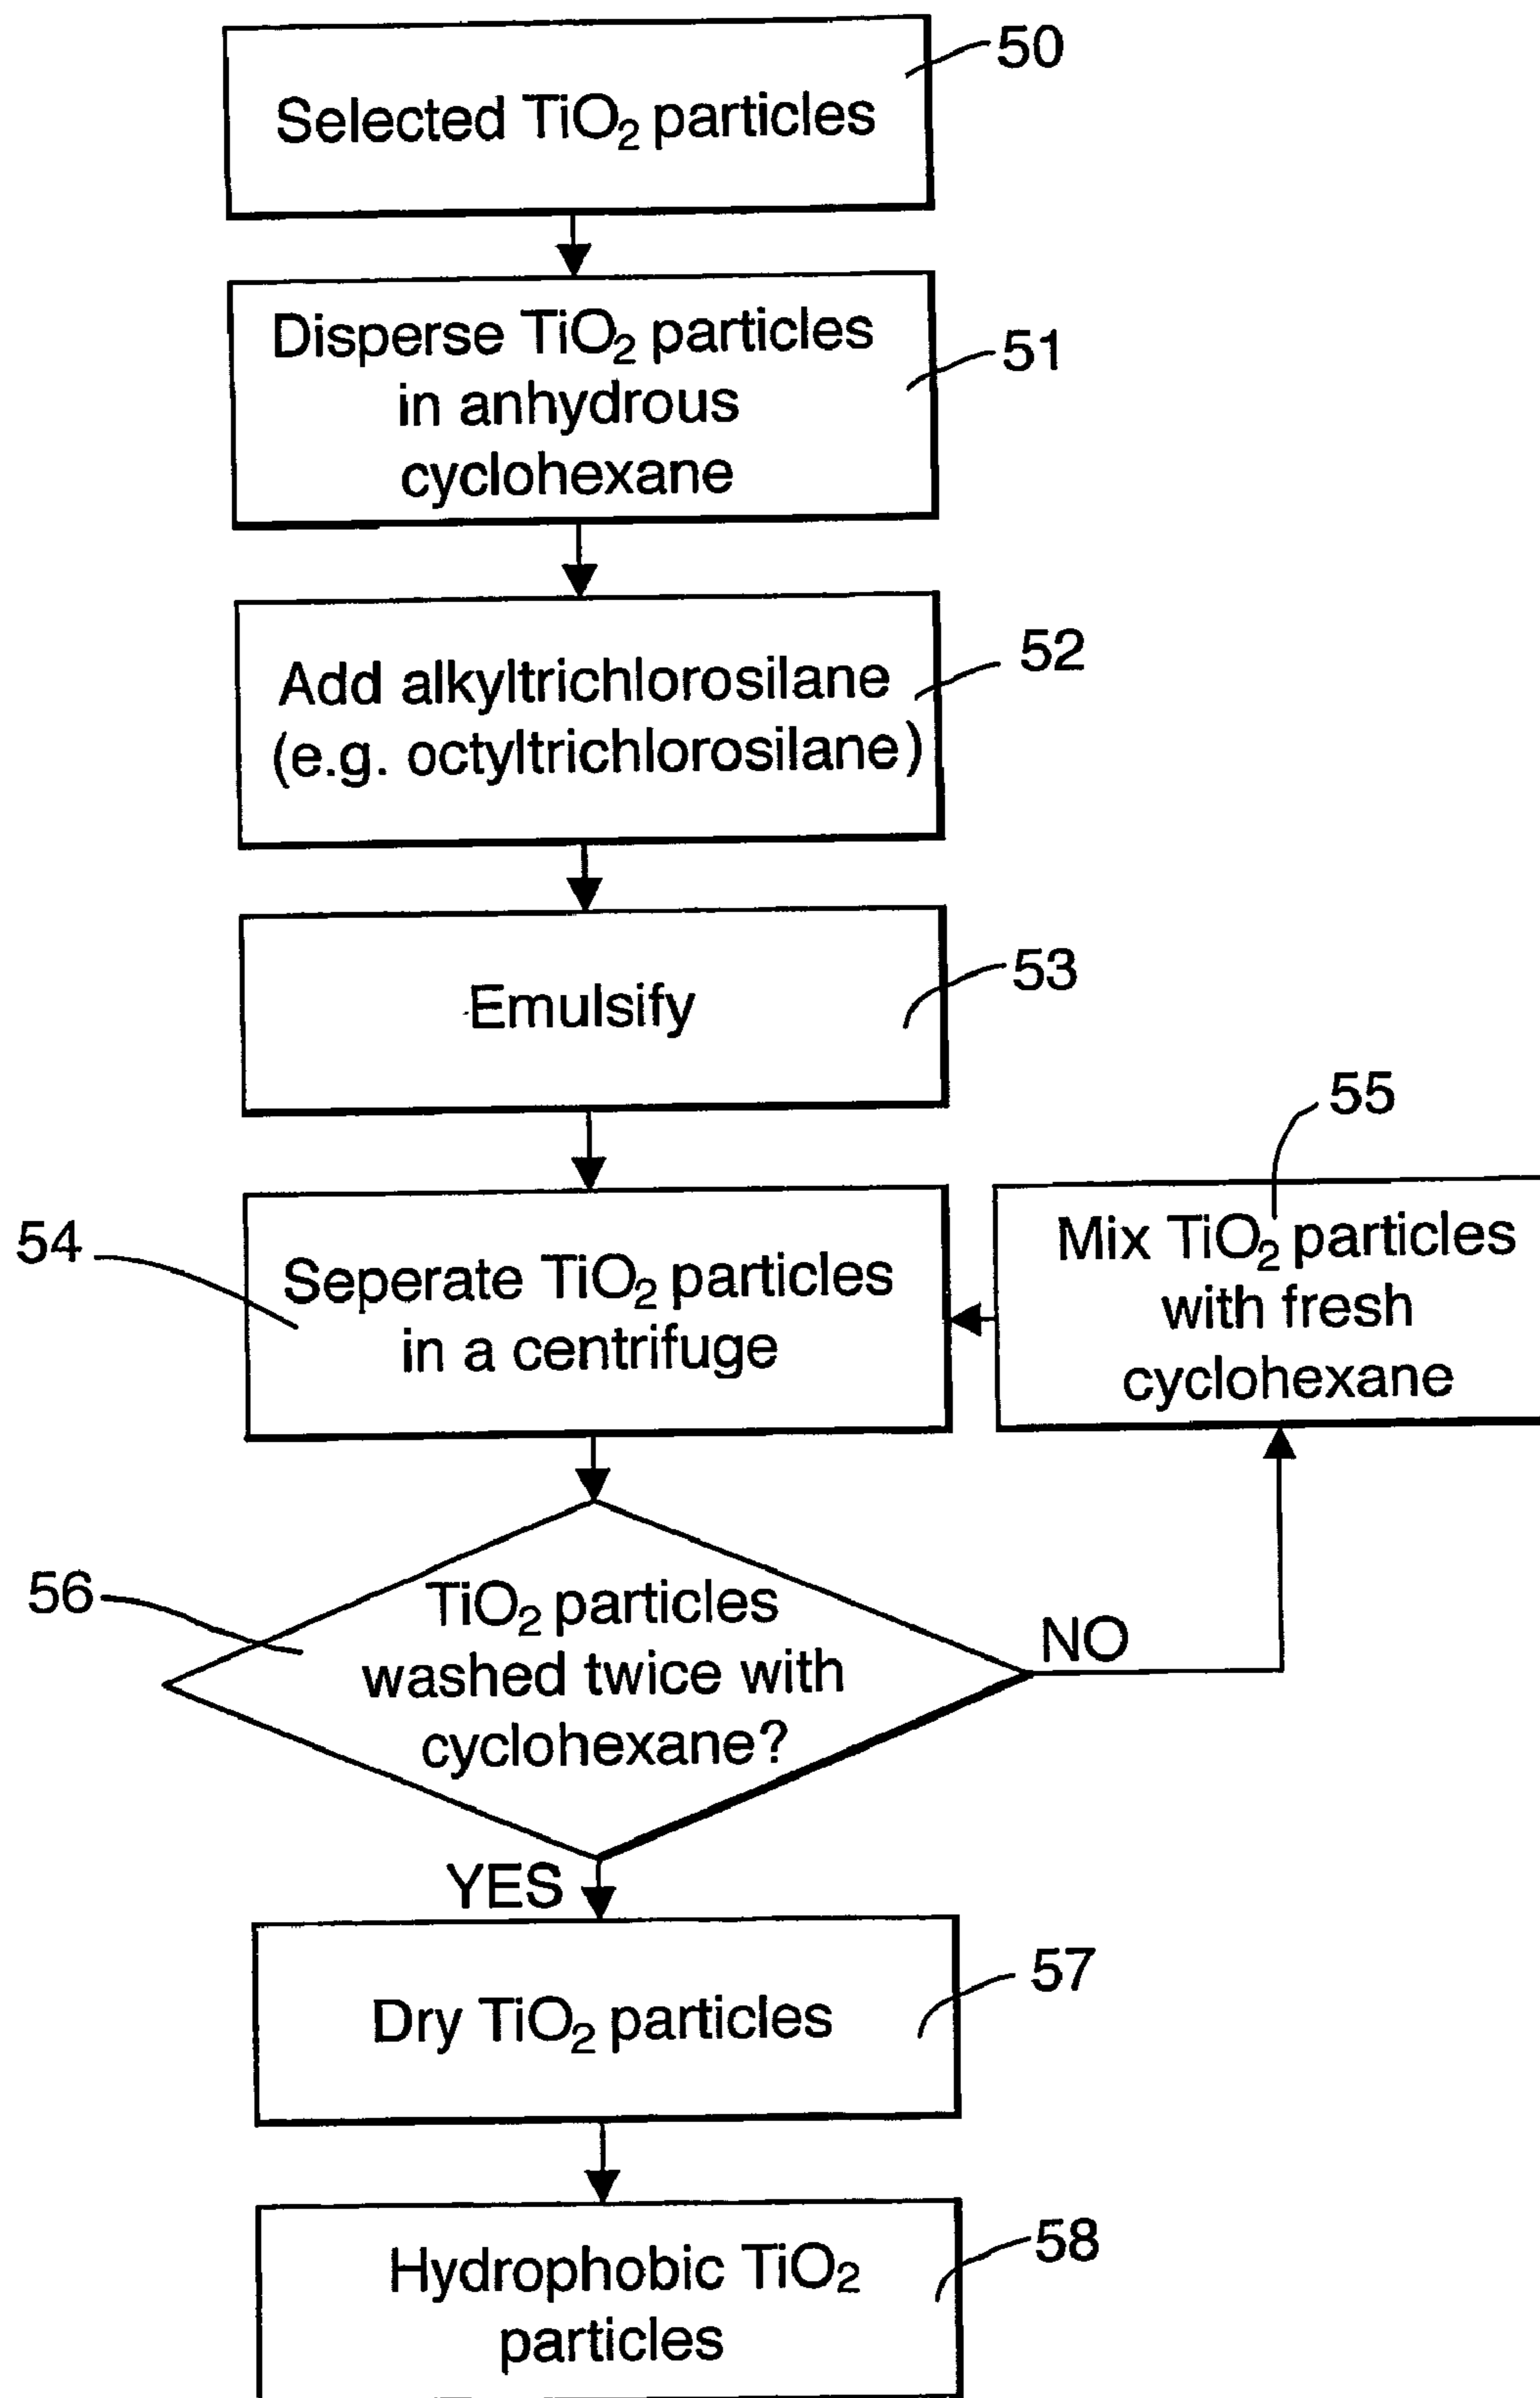 50
Selected TiO₂ particles
Disperse TiO₂ particles
in anhydrous
cyclohexane
51
Add alkyltrichlorosilane
(e.g. octyltrichlorosilane)
52
Emulsify
53
54
Seperate TiO₂ particles
in a centrifuge
55
Mix TiO₂ particles
with fresh
cyclohexane
56
TiO₂ particles
washed twice with
cyclohexane?
NO
YES
Dry TiO₂ particles
57
Hydrophobic TiO₂
particles
58